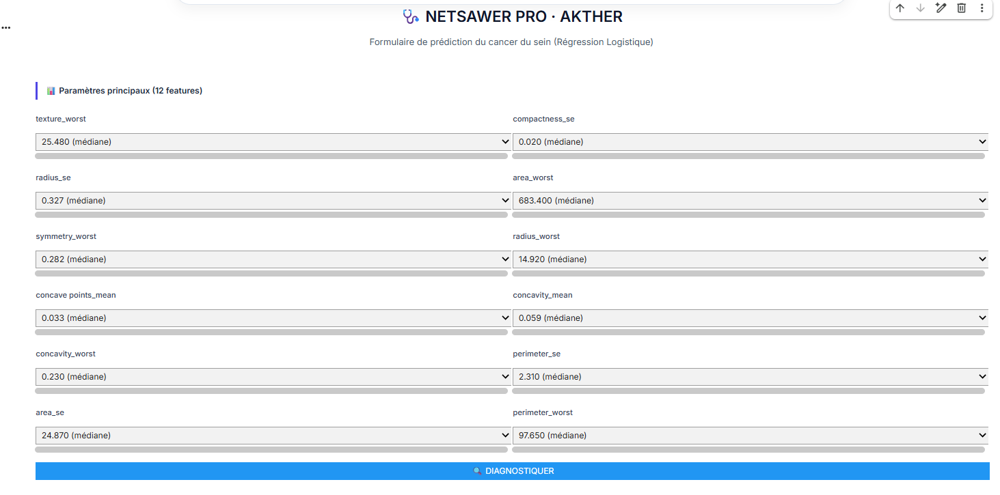 NETSAWER PRO · AKTHER
...
Formulaire de prédiction du cancer du sein (Régression Logistique)
Paramètres principaux (12 features)
texture_worst compactness_se
25.480 (médiane) 0.020 (médiane)
radius_se area_worst
0.327 (médiane) 683.400 (médiane)
symmetry_worst radius_worst
0.282 (médiane) 14.920 (médiane)
concave points_mean concavity_mean
0.033 (médiane) 0.059 (médiane)
concavity_worst perimeter_se
0.230 (médiane) 2.310 (médiane)
area_se perimeter_worst
24.870 (médiane) 97.650 (médiane)
DIAGNOSTIQUER